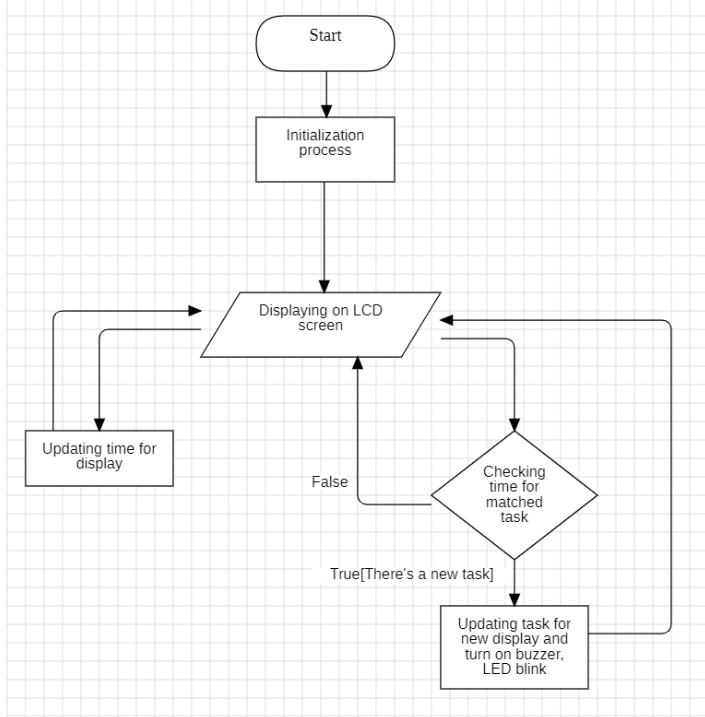 Start
Initialization
process
Displaying on LCD
screen
Updating time for
display
Checking
time for
matched
task
False
True[There's a new task]
Updating task for
new display and
turn on buzzer,
LED blink